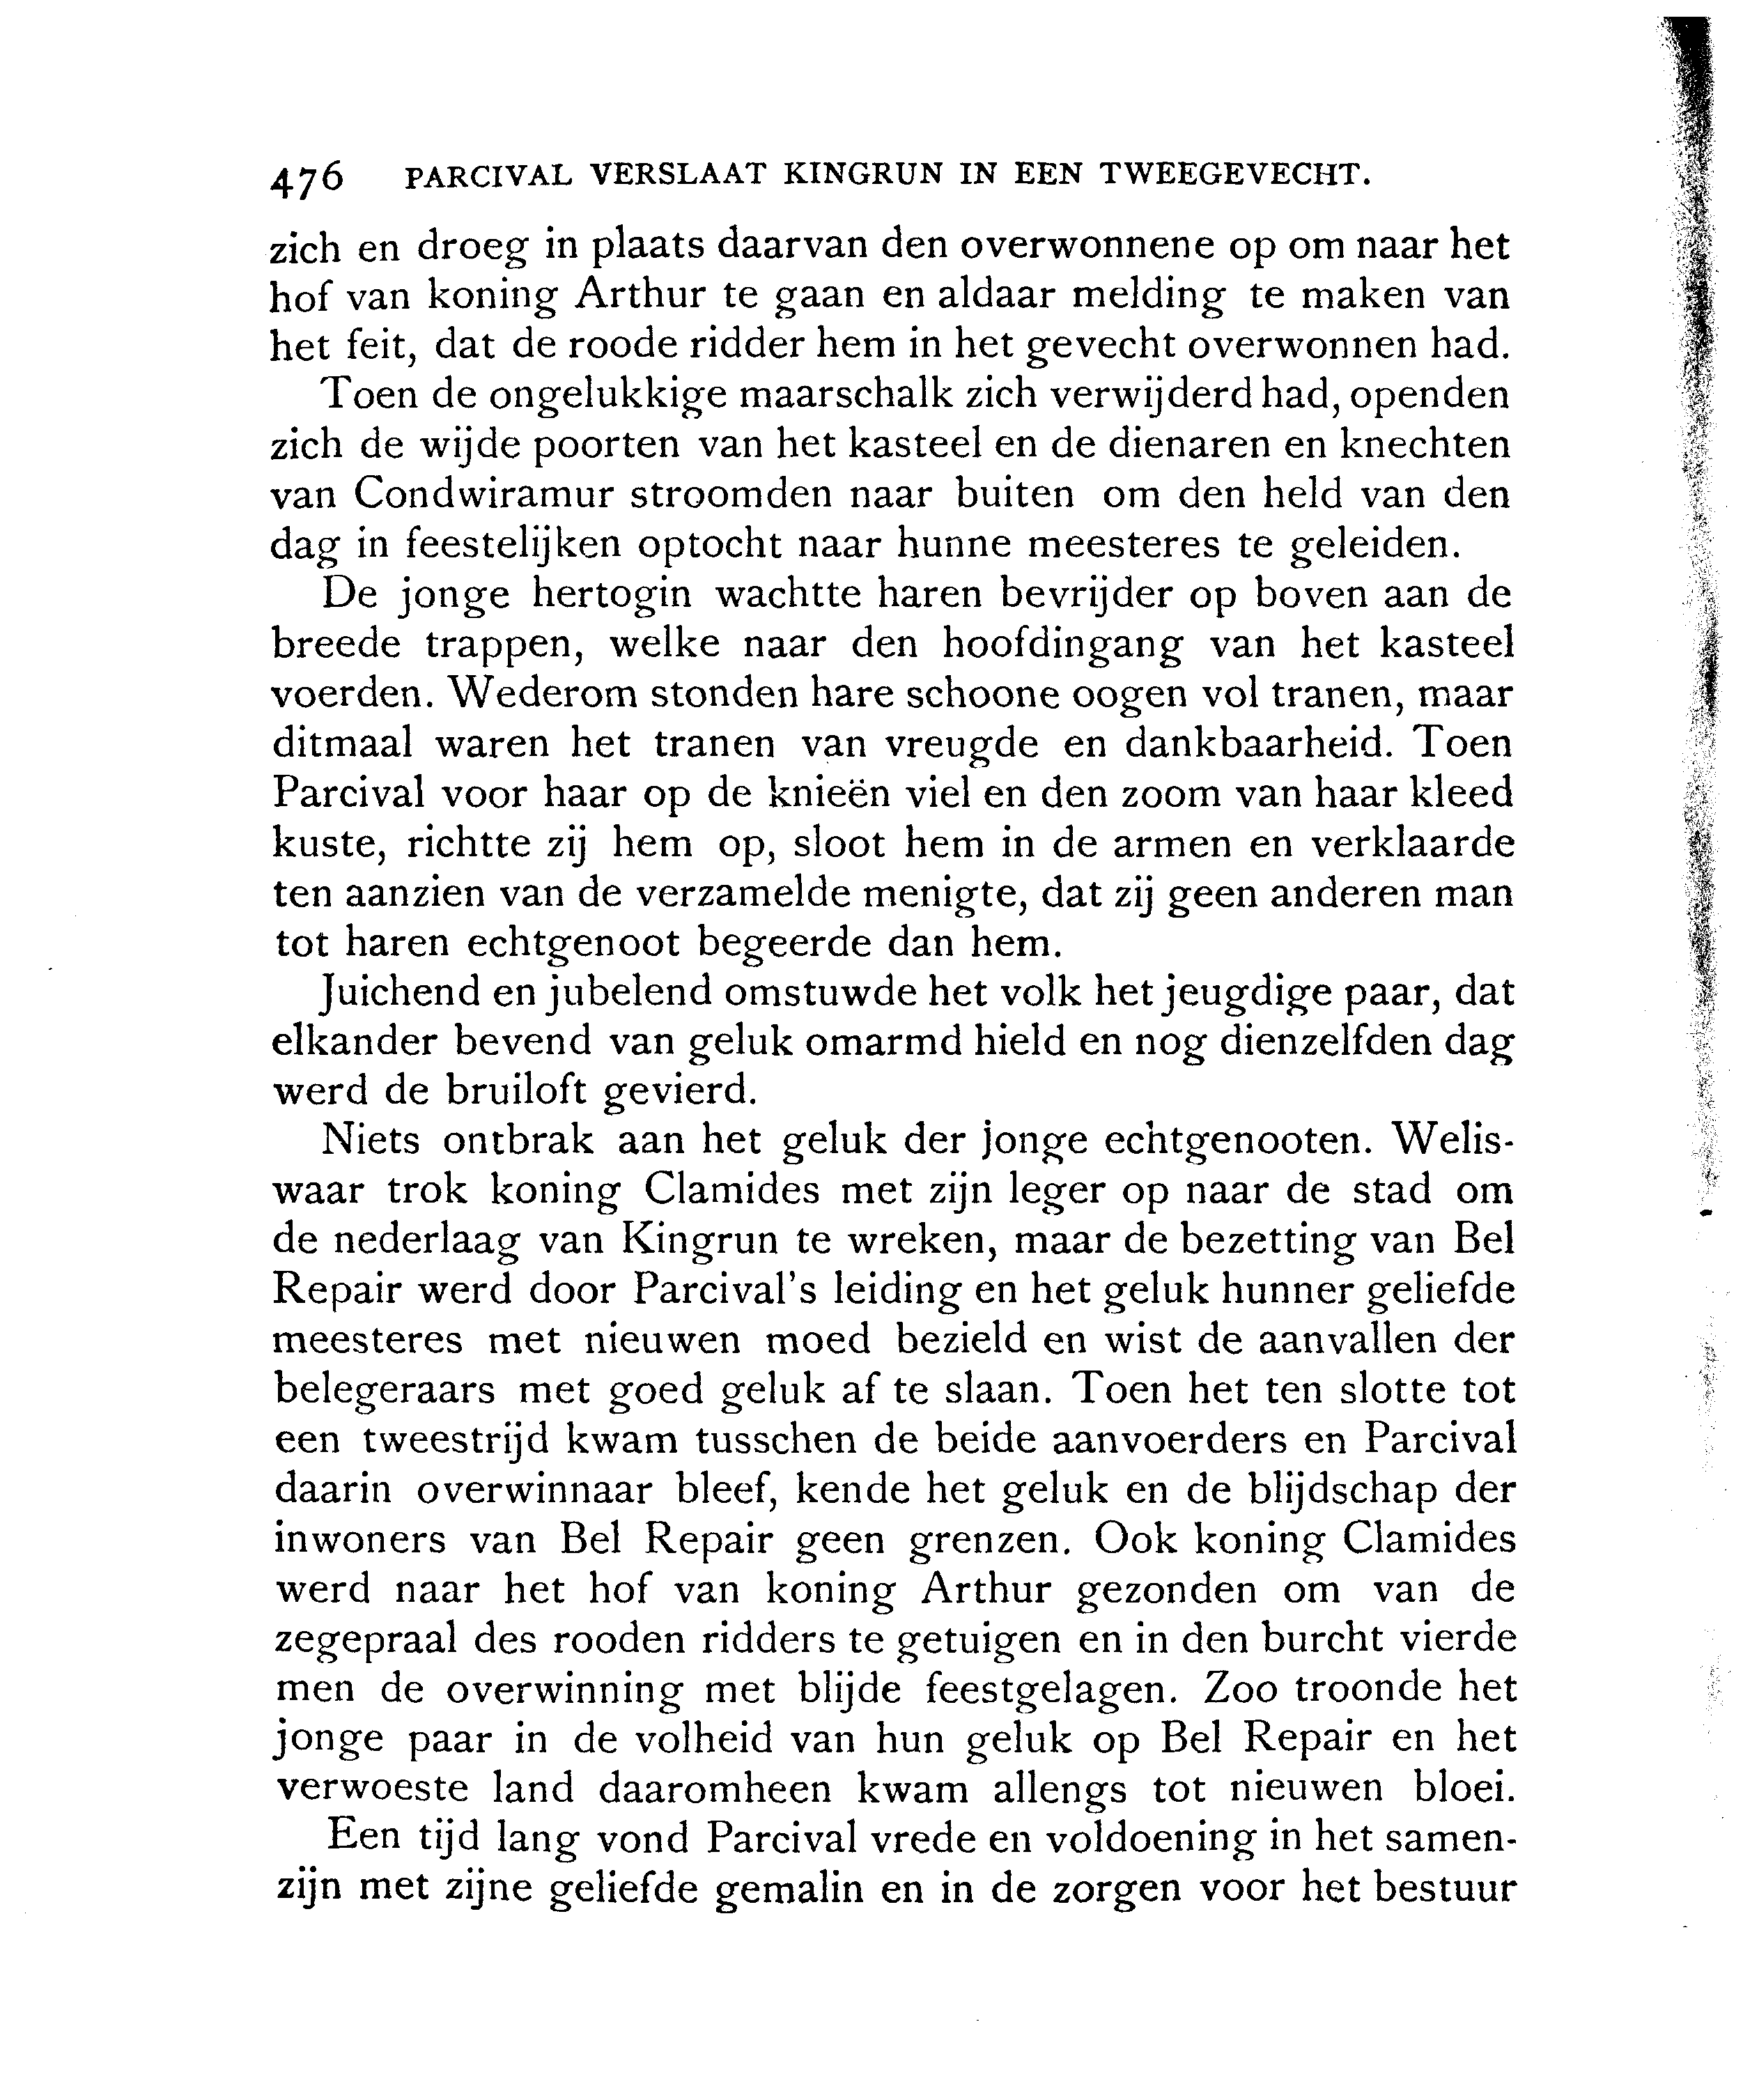 476 PARCIVAL VERSLAAT KINGRUN IN EEN TWEEGEVECHT.
zich en droeg in plaats daarvan den overwonnene op om naar het
hof van koning Arthur te gaan en aldaar melding te maken van
het feit, dat de roode ridder hem in het gevecht overwonnen had.
Toen de ongelukkige maarschalk zich verwijderd had, openden
zich de wijde poorten van het kasteel en de dienaren en knechten
van Condwiramur stroomden naar buiten om den held van den
dag in feestelijken optocht naar hunne meesteres te geleiden.
De jonge hertogin wachtte haren bevrijder op boven aan de
breede trappen, welke naar den hoofdingang van het kasteel
voerden. Wederom stonden hare schoone oogen vol tranen, maar
ditmaal waren het tranen van vreugde en dankbaarheid. Toen
Parcival voor haar op de knieën viel en den zoom van haar kleed
kuste, richtte zij hem op, sloot hem in de armen en verklaarde
ten aanzien van de verzamelde menigte, dat zij geen anderen man
tot haren echtgenoot begeerde dan hem.
Juichend en jubelend omstuwde het volk het jeugdige paar, dat
elkander bevend van geluk omarmd hield en nog dienzelfden dag
werd de bruiloft gevierd.
Niets ontbrak aan het geluk der jonge echtgenooten. Welis-
waar trok koning Clamides met zijn leger op naar de stad om
de nederlaag van Kingrun te wreken, maar de bezetting van Bel
Repair werd door Parcival's leiding en het geluk hunner geliefde
meesteres met nieuwen moed bezield en wist de aanvallen der
belegeraars met goed geluk af te slaan. Toen het ten slotte tot
een tweestrijd kwam tusschen de beide aanvoerders en Parcival
daarin overwinnaar bleef, kende het geluk en de blijdschap der
inwoners van Bel Repair geen grenzen. Ook koning Clamides
werd naar het hof van koning Arthur gezonden om van de
zegepraal des rooden ridders te getuigen en in den burcht vierde
men de overwinning met blijde feestgelagen. Zoo troonde het
jonge paar in de volheid van hun geluk op Bel Repair en het
verwoeste land daaromheen kwam allengs tot nieuwen bloei.
Een tijd lang vond Parcival vrede en voldoening in het samen-
zijn met zijne geliefde gemalin en in de zorgen voor het bestuur